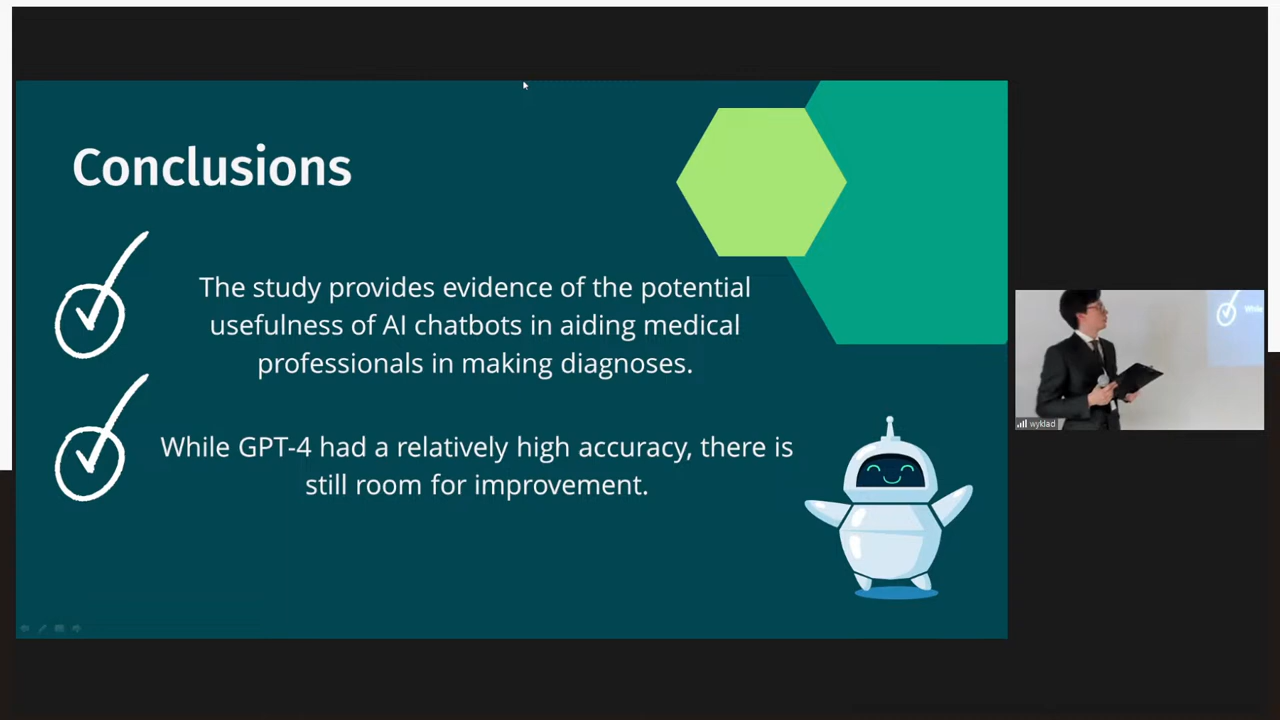 Conclusions
The study provides evidence of the potential
usefulness of AI chatbots in aiding medical
professionals in making diagnoses.
While GPT-4 had a relatively high accuracy, there is
still room for improvement.
wykład